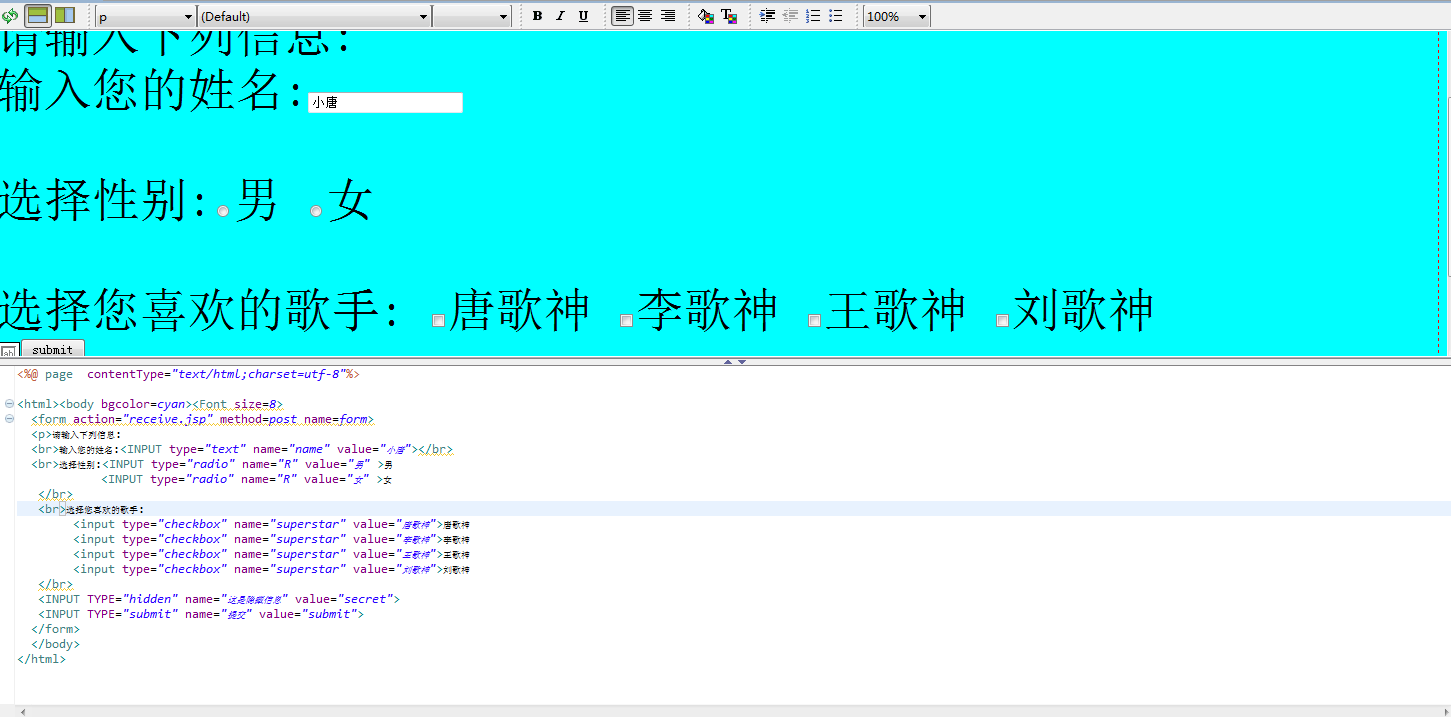 p (Default) B I U 100%
请输入下列信息:
输入您的姓名: 小唐
选择性别: 男 女
选择您喜欢的歌手: 唐歌神 李歌神 王歌神 刘歌神
ab submit
<%@ page  contentType="text/html;charset=utf-8"%>
<html><body bgcolor=cyan><Font size=8>
<form action="receive.jsp" method=post name=form>
<p>请输入下列信息:
<br>输入您的姓名:<INPUT type="text" name="name" value="小唐"></br>
<br>选择性别:<INPUT type="radio" name="R" value="男" >男
<INPUT type="radio" name="R" value="女" >女
</br>
<br>选择您喜欢的歌手:
<input type="checkbox" name="superstar" value="唐歌神">唐歌神
<input type="checkbox" name="superstar" value="李歌神">李歌神
<input type="checkbox" name="superstar" value="王歌神">王歌神
<input type="checkbox" name="superstar" value="刘歌神">刘歌神
</br>
<INPUT TYPE="hidden" name="这是隐藏信息" value="secret">
<INPUT TYPE="submit" name="提交" value="submit">
</form>
</body>
</html>